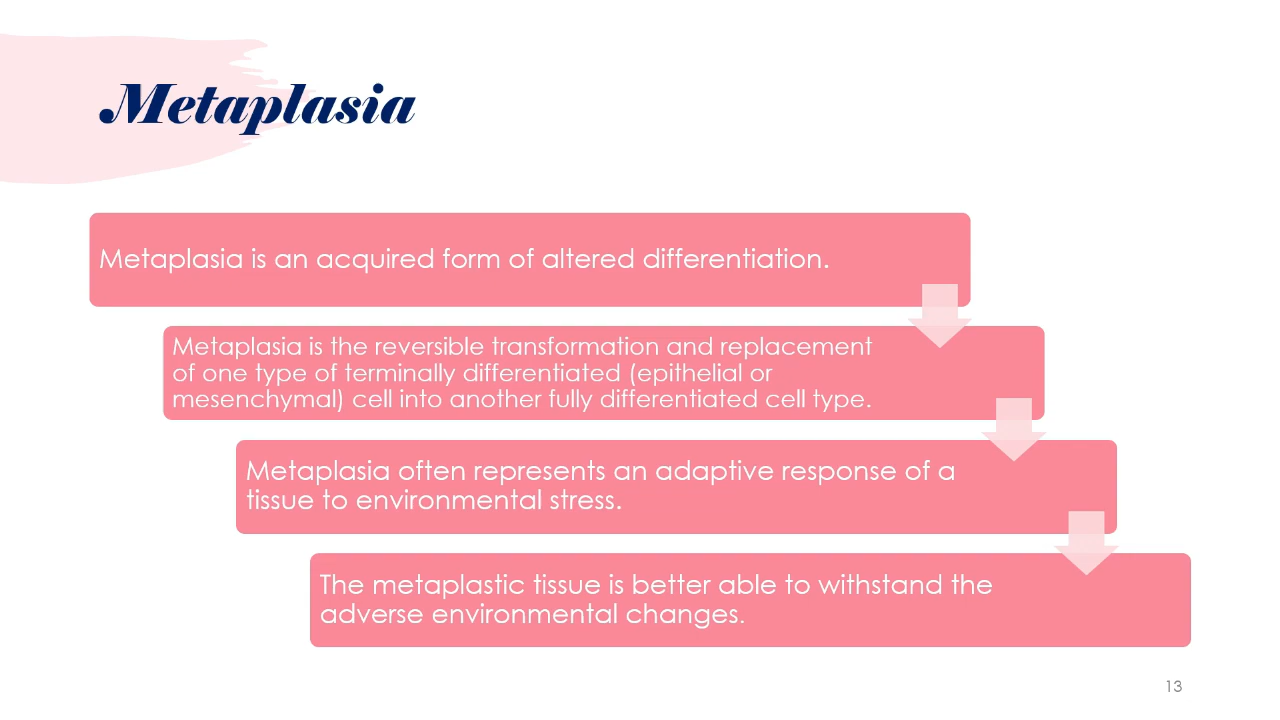 Metaplasia
Metaplasia is an acquired form of altered differentiation.
Metaplasia is the reversible transformation and replacement
of one type of terminally differentiated (epithelial or
mesenchymal) cell into another fully differentiated cell type.
Metaplasia often represents an adaptive response of a
tissue to environmental stress.
The metaplastic tissue is better able to withstand the
adverse environmental changes.
13